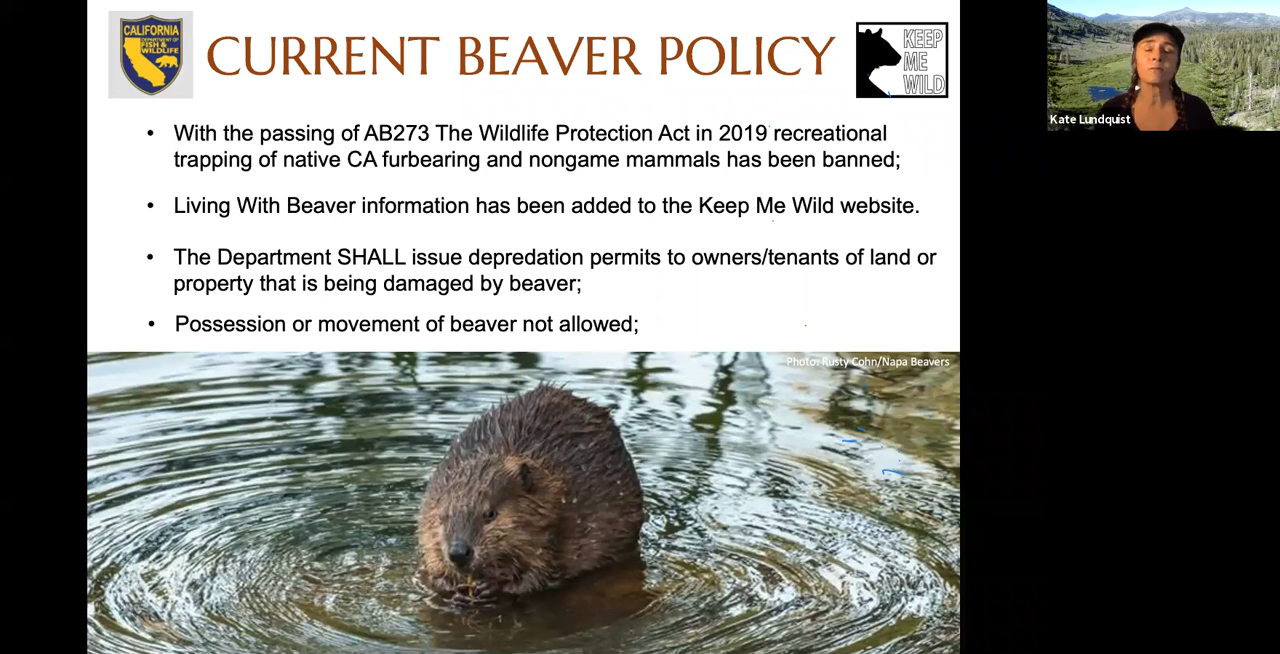 CALIFORNIA
DEPARTMENT OF
FISH &
WILDLIFE
CURRENT BEAVER POLICY
KEEP
ME
WILD
Kate Lundquist
• With the passing of AB273 The Wildlife Protection Act in 2019 recreational
trapping of native CA furbearing and nongame mammals has been banned;
• Living With Beaver information has been added to the Keep Me Wild website.
• The Department SHALL issue depredation permits to owners/tenants of land or
property that is being damaged by beaver;
• Possession or movement of beaver not allowed;
Photo: Rusty Cohn/Napa Beavers